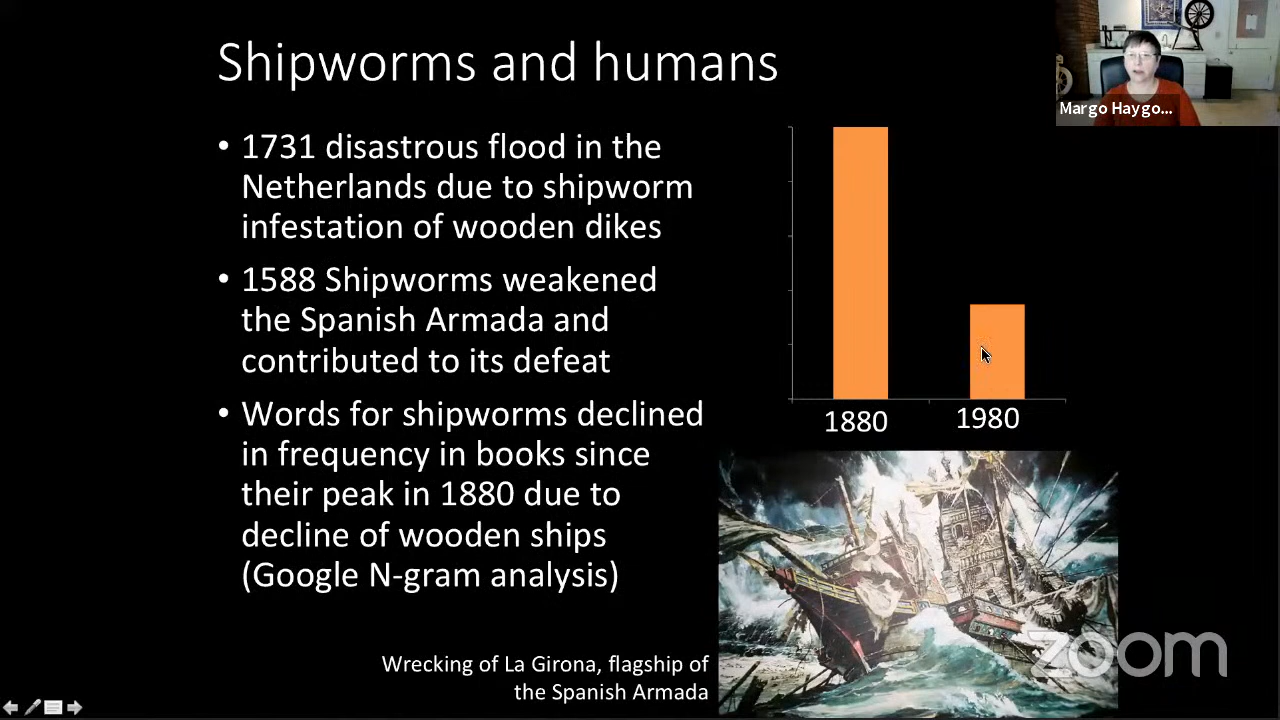 Shipworms and humans
Margo Haygo...
• 1731 disastrous flood in the
Netherlands due to shipworm
infestation of wooden dikes
• 1588 Shipworms weakened
the Spanish Armada and
contributed to its defeat
• Words for shipworms declined
in frequency in books since
their peak in 1880 due to
decline of wooden ships
(Google N-gram analysis)
1880
1980
Wrecking of La Girona, flagship of
the Spanish Armada
zoom